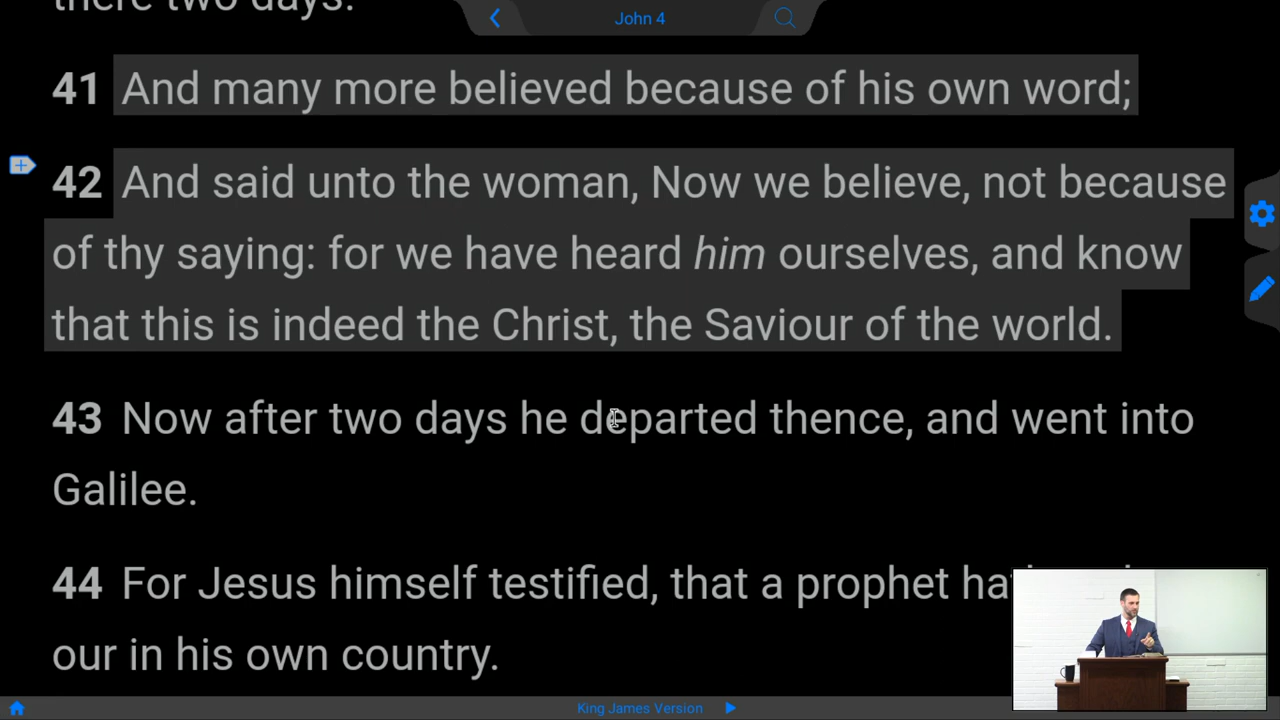 there two days.
John 4
41 And many more believed because of his own word;
42 And said unto the woman, Now we believe, not because
of thy saying: for we have heard him ourselves, and know
that this is indeed the Christ, the Saviour of the world.
43 Now after two days he departed thence, and went into
Galilee.
44 For Jesus himself testified, that a prophet
our in his own country.
King James Version